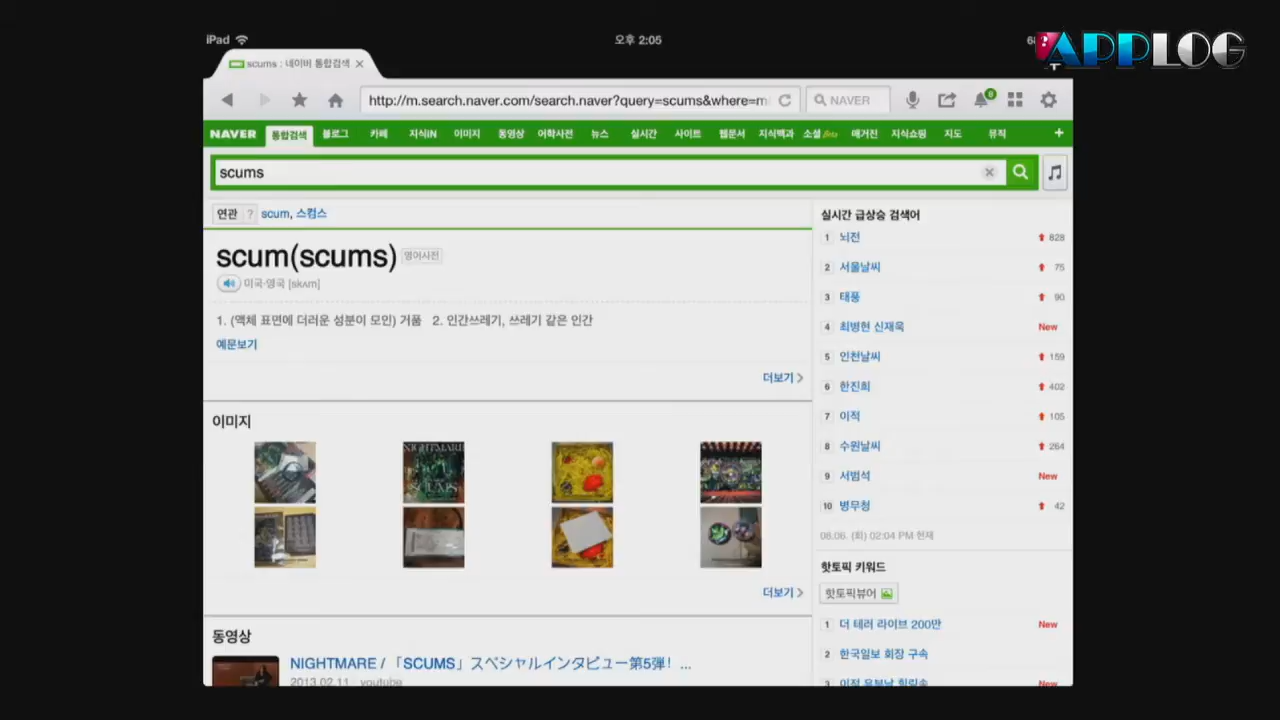 iPad
오후 2:05
APPLOG
scums : 네이버 통합검색
http://m.search.naver.com/search.naver?query=scums&where=m
NAVER
8
NAVER 통합검색 블로그 카페 지식iN 이미지 동영상 어학사전 뉴스 실시간 사이트 웹문서 지식백과 소셜 Beta 매거진 지식쇼핑 지도 뮤직 +
scums
연관 ? scum, 스컴스
scum(scums) 영어사전
미국·영국 [skʌm]
1. (액체 표면에 더러운 성분이 모인) 거품 2. 인간쓰레기, 쓰레기 같은 인간
예문보기
더보기
이미지
NIGHTMARE
SCUMS
더보기
동영상
NIGHTMARE / 「SCUMS」スペシャルインタビュー第5弾! ...
2013.02.11 youtube
실시간 급상승 검색어
1 뇌전 828
2 서울날씨 75
3 태풍 90
4 최병현 신재욱 New
5 인천날씨 159
6 한진희 402
7 이적 105
8 수원날씨 264
9 서범석 New
10 병무청 42
08.06. (화) 02:04 PM 현재
핫토픽 키워드
핫토픽뷰어
1 더 테러 라이브 200만 New
2 한국일보 회장 구속
3 이적 유부남 New